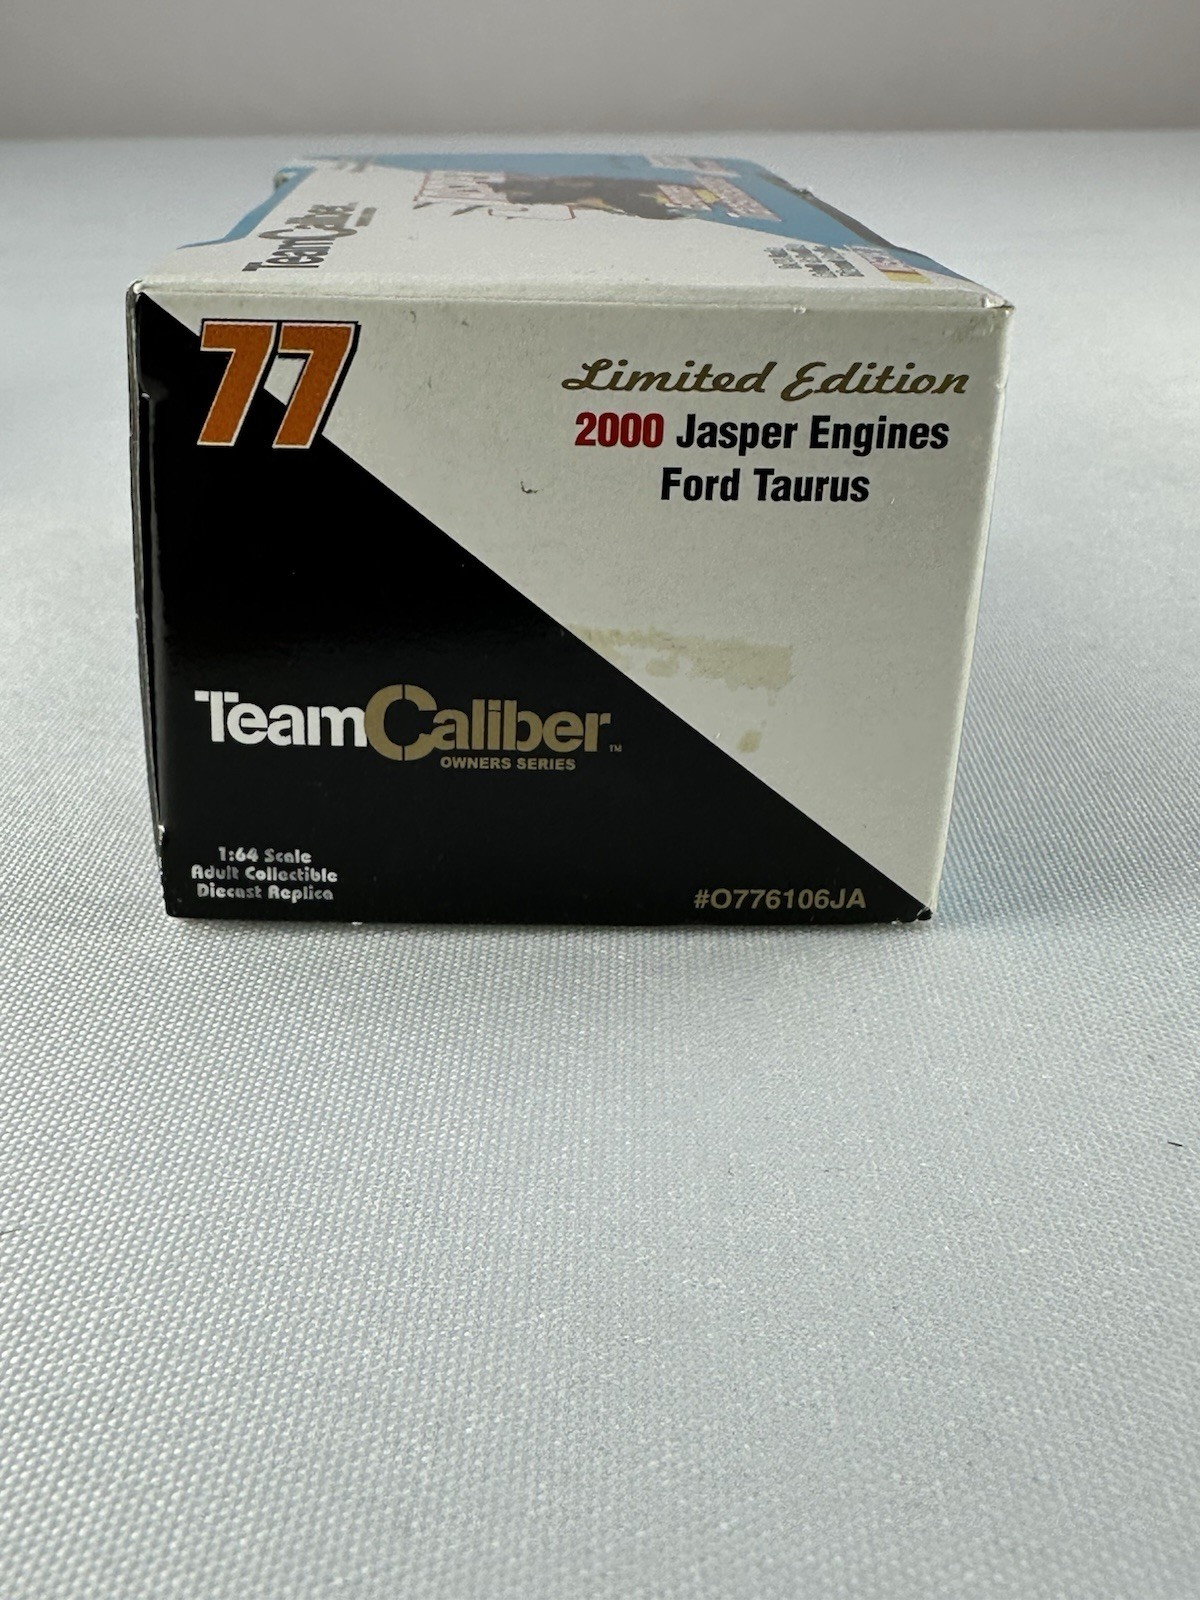 TeamCaliber
77
Limited Edition
2000 Jasper Engines
Ford Taurus
TeamCaliber™
OWNERS SERIES
1:64 Scale
Adult Collectible
Diecast Replica
#O776106JA